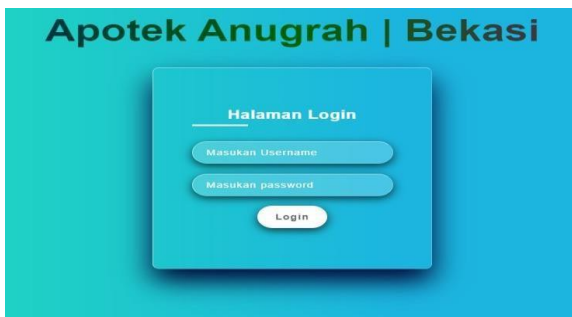 Apotek Anugrah | Bekasi
Halaman Login
Masukan Username
Masukan password
Login